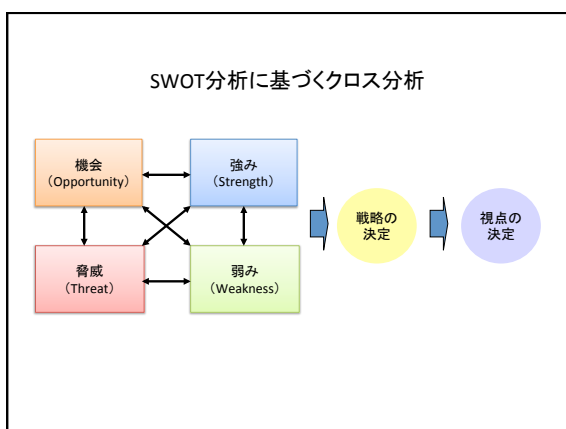 SWOT分析に基づくクロス分析
機会
（Opportunity）
強み
（Strength）
脅威
（Threat）
弱み
（Weakness）
戦略の
決定
視点の
決定